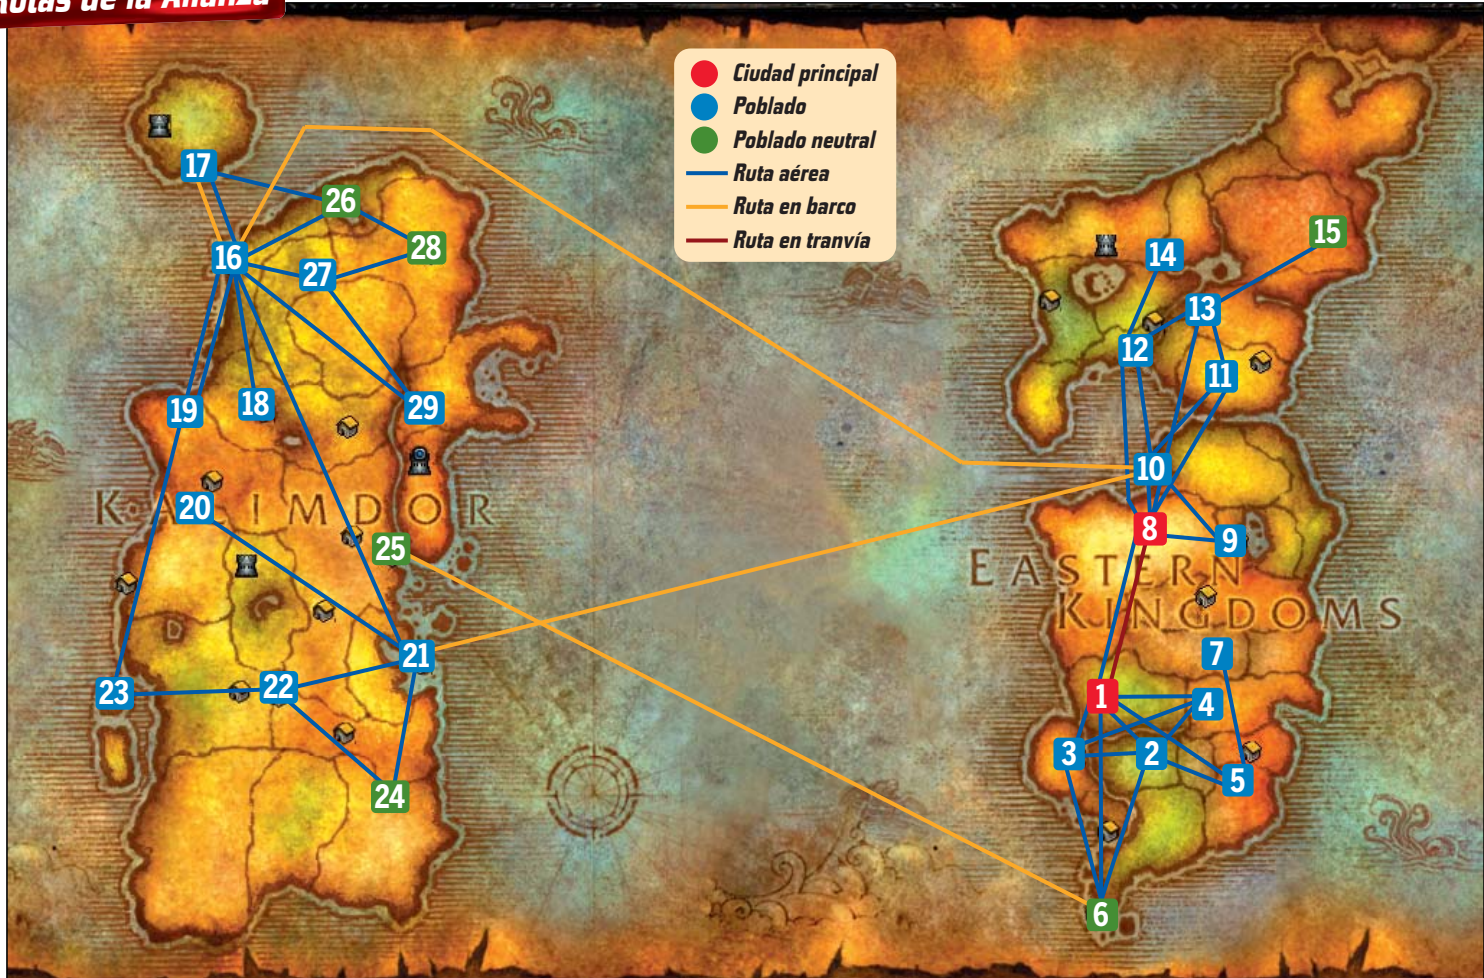 Rutas de la Alianza
Ciudad principal
Poblado
Poblado neutral
Ruta aérea
Ruta en barco
Ruta en tranvía
17
26
28
16
27
19
18
29
KALIMDOR
20
25
21
23
22
24
15
14
13
12
11
10
8
9
EASTERN
KINGDOMS
7
1
4
3
2
5
6